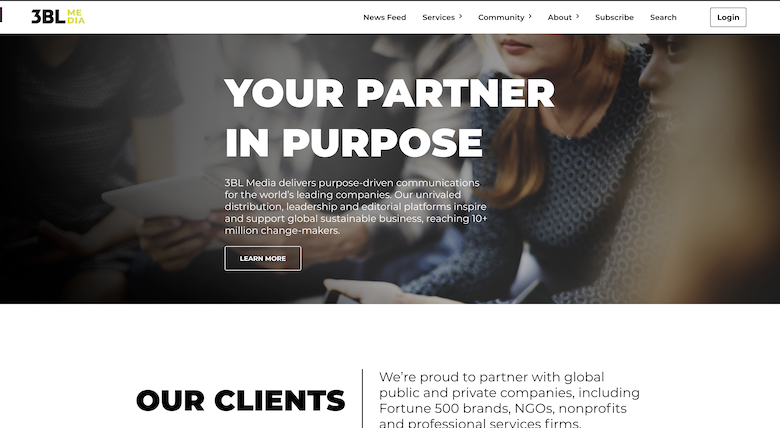 3BL ME
DIA
News Feed Services Community About Subscribe Search Login
YOUR PARTNER
IN PURPOSE
3BL Media delivers purpose-driven communications
for the world's leading companies. Our unrivaled
distribution, leadership and editorial platforms inspire
and support global sustainable business, reaching 10+
million change-makers.
LEARN MORE
OUR CLIENTS
We're proud to partner with global
public and private companies, including
Fortune 500 brands, NGOs, nonprofits
and professional services firms.